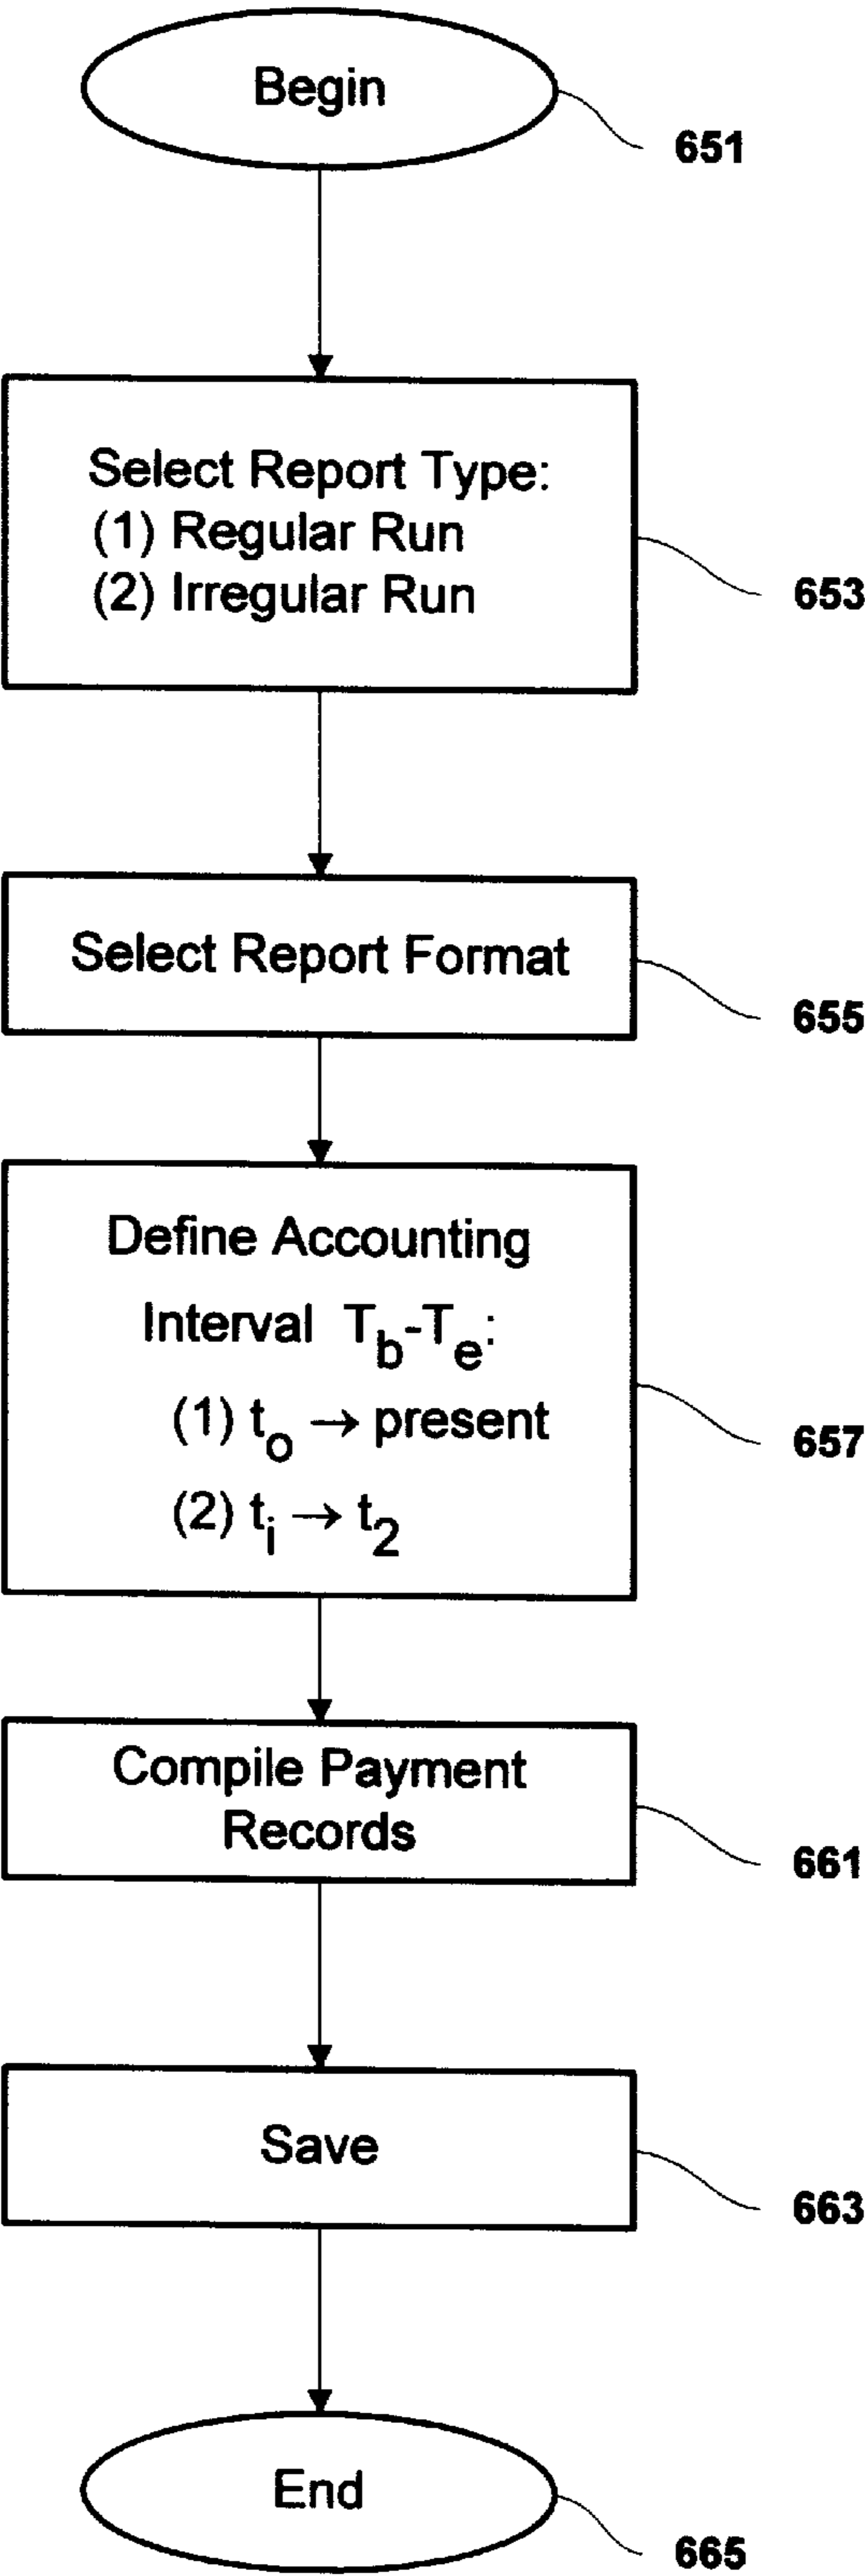 Begin
651
Select Report Type:
(1) Regular Run
(2) Irregular Run
653
Select Report Format
655
Define Accounting
Interval T_b-T_e:
(1) t_o → present
(2) t_i → t_2
657
Compile Payment
Records
661
Save
663
End
665